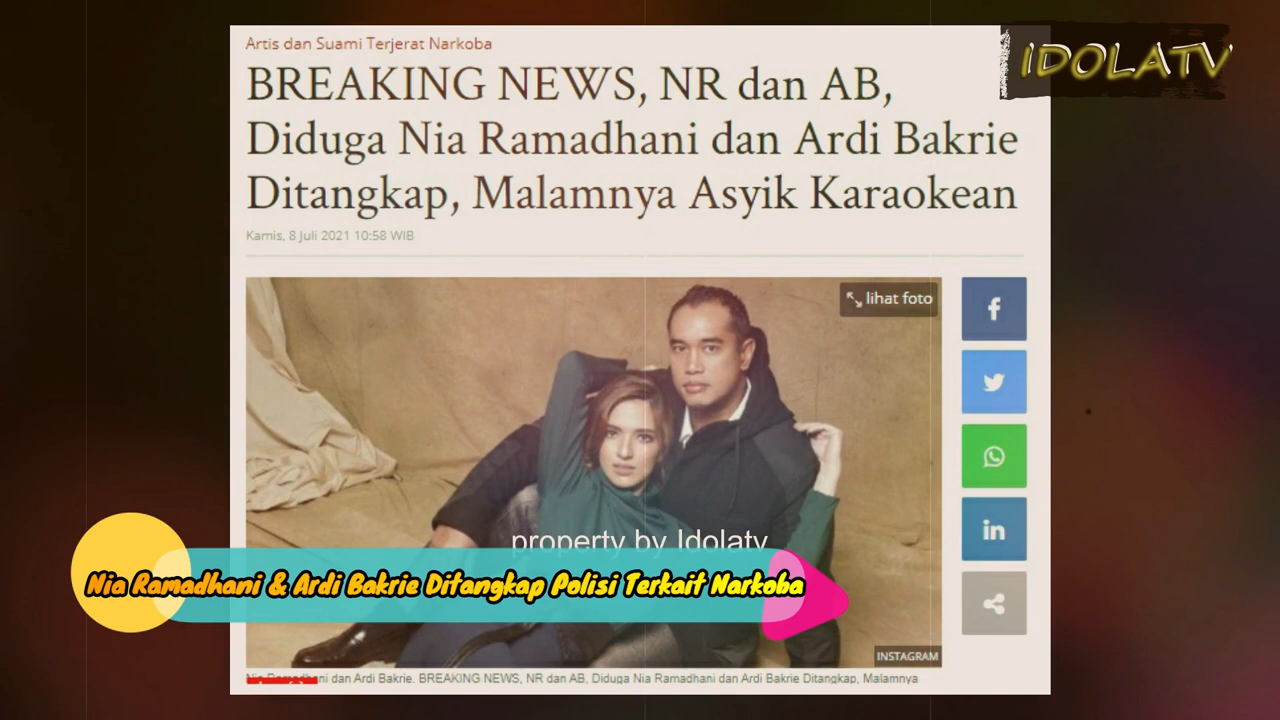 Artis dan Suami Terjerat Narkoba
IDOLATV
BREAKING NEWS, NR dan AB,
Diduga Nia Ramadhani dan Ardi Bakrie
Ditangkap, Malamnya Asyik Karaokean
Kamis, 8 Juli 2021 10:58 WIB
lihat foto
property by Idolatv
Nia Ramadhani & Ardi Bakrie Ditangkap Polisi Terkait Narkoba
INSTAGRAM
Nia Ramadhani dan Ardi Bakrie. BREAKING NEWS, NR dan AB, Diduga Nia Ramadhani dan Ardi Bakrie Ditangkap, Malamnya